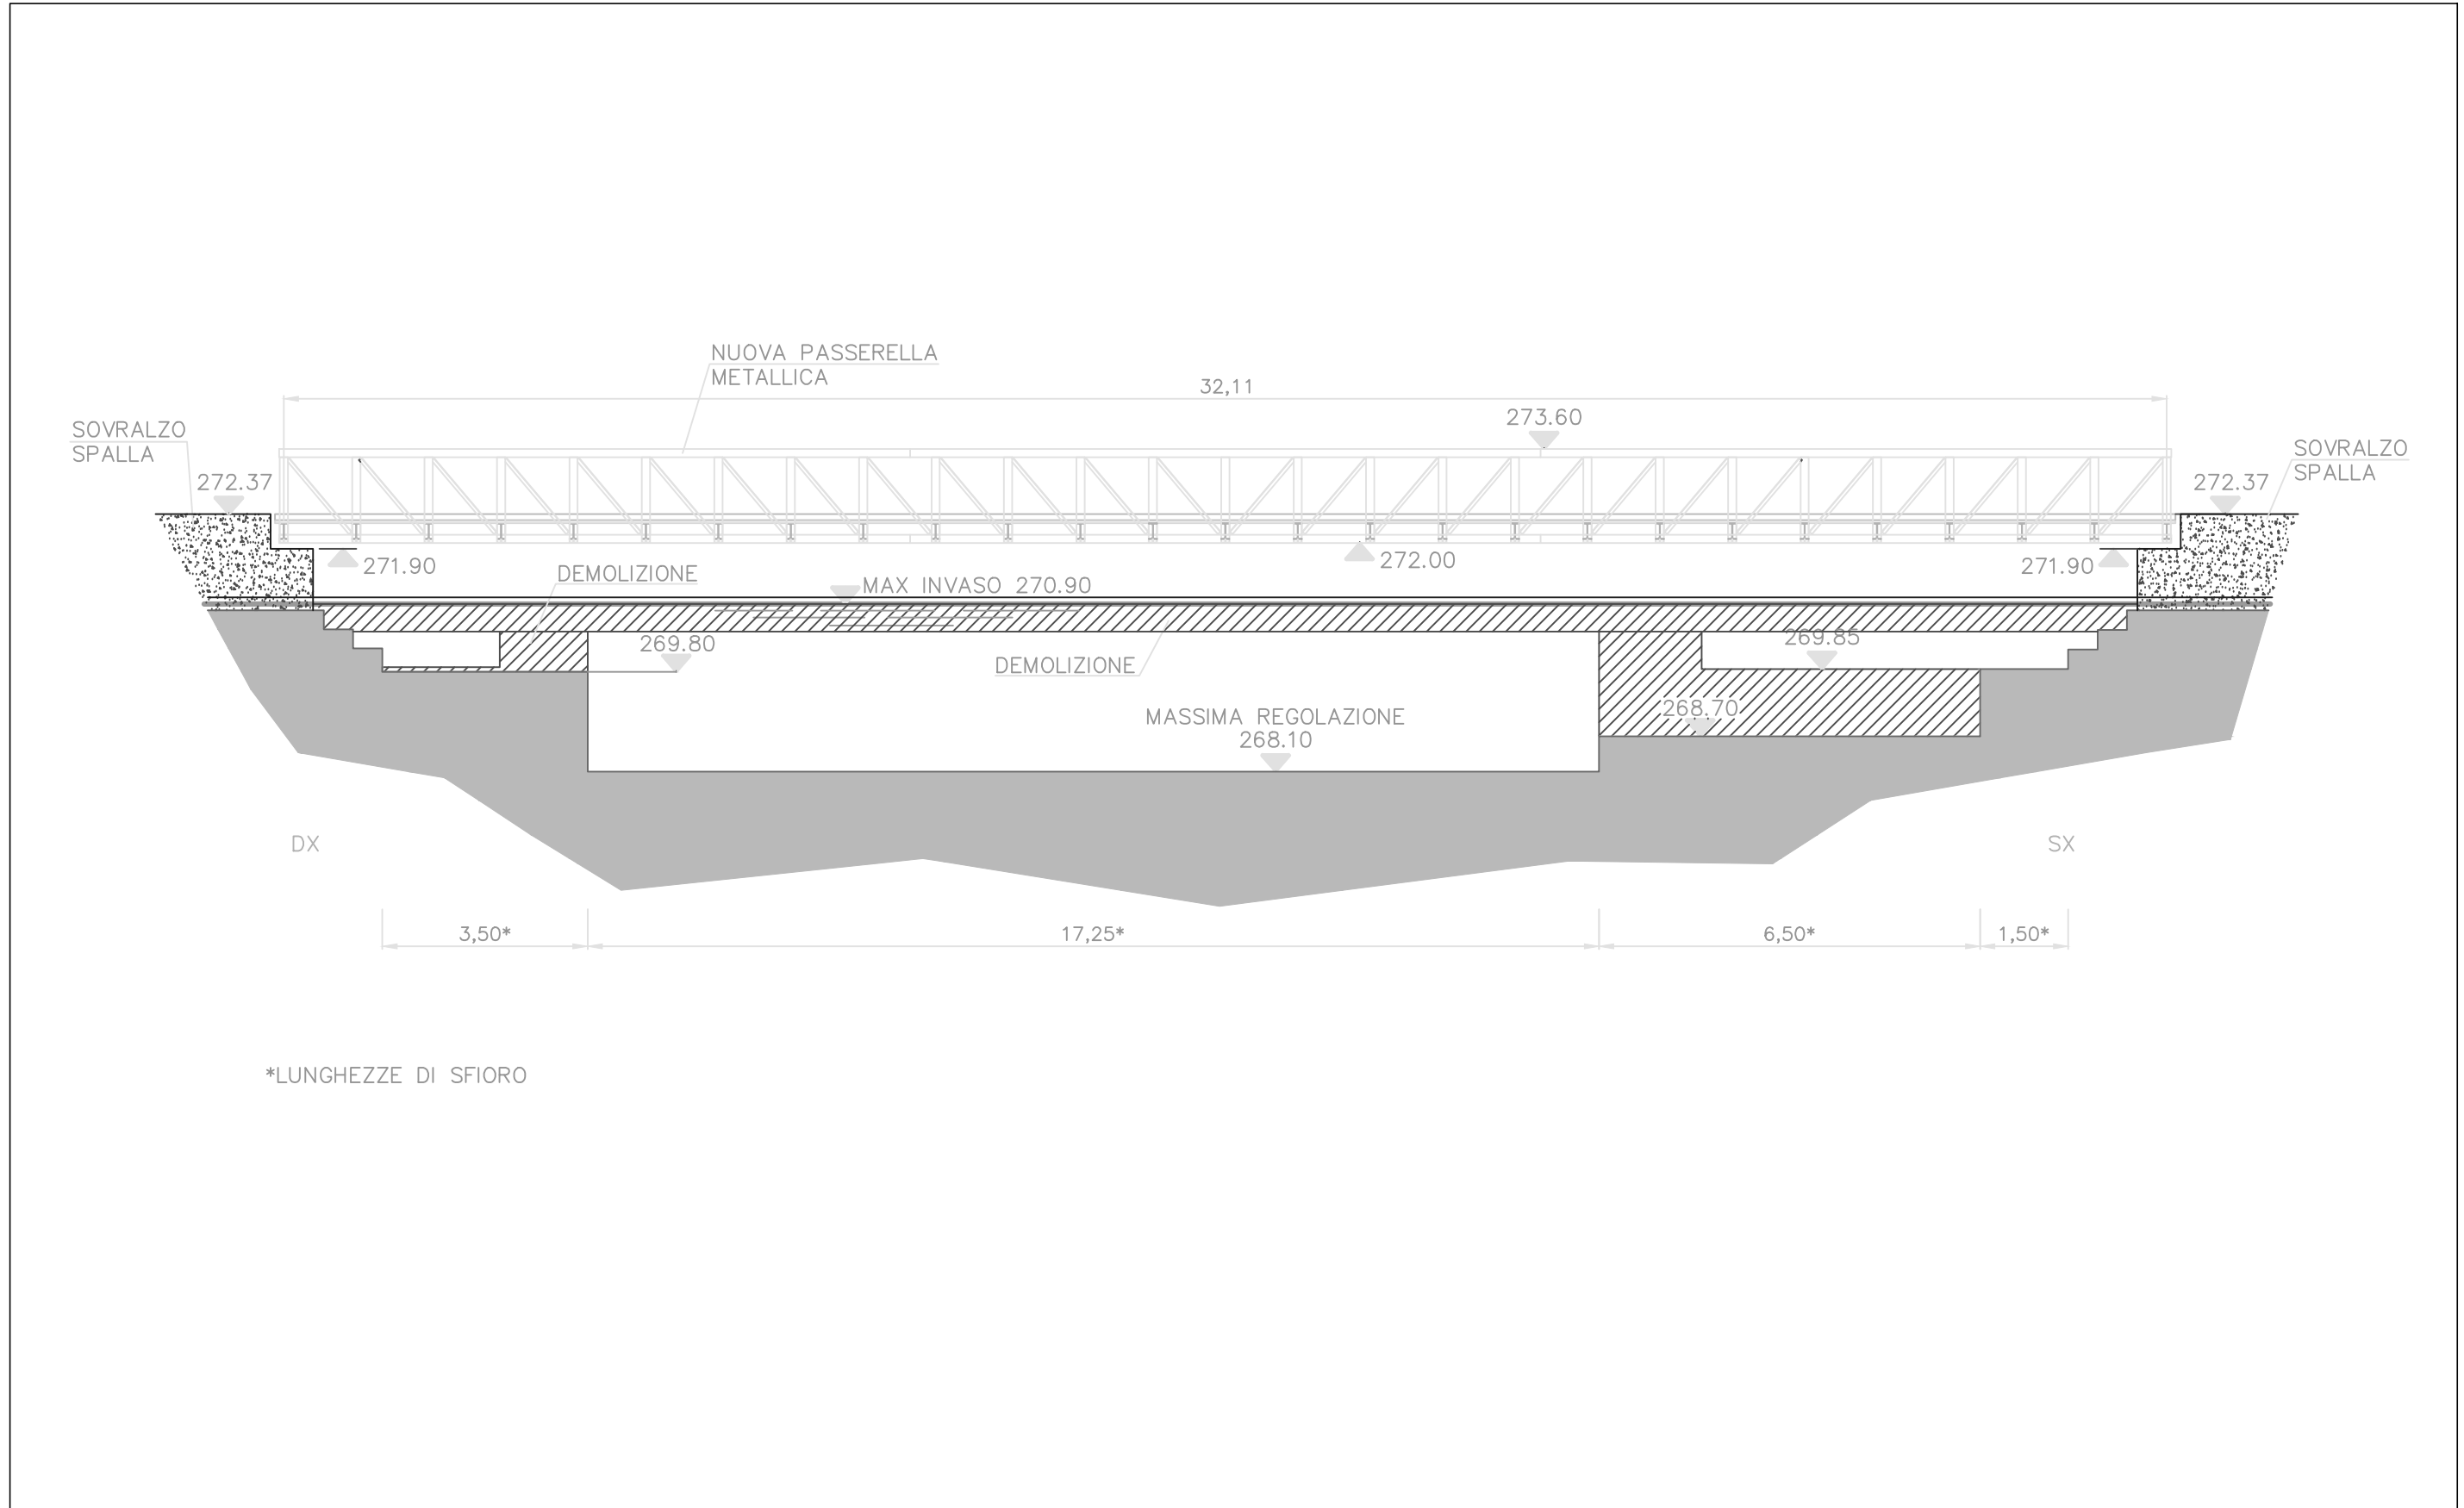 NUOVA PASSERELLA
METALLICA
32,11
273.60
SOVRALZO
SPALLA
SOVRALZO
SPALLA
272.37
272.37
271.90
272.00
271.90
DEMOLIZIONE
MAX INVASO 270.90
269.80
269.85
DEMOLIZIONE
268.70
MASSIMA REGOLAZIONE
268.10
DX
SX
3,50*
17,25*
6,50*
1,50*
*LUNGHEZZE DI SFIORO